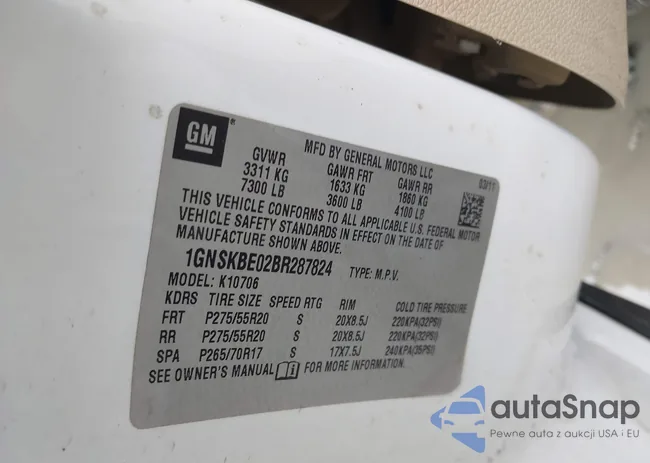 GM
MFD BY GENERAL MOTORS LLC
03/11
GVWR GAWR FRT GAWR RR
3311 KG 1633 KG 1860 KG
7300 LB 3600 LB 4100 LB
THIS VEHICLE CONFORMS TO ALL APPLICABLE U.S. FEDERAL MOTOR
VEHICLE SAFETY STANDARDS IN EFFECT ON THE DATE OF
MANUFACTURE SHOWN ABOVE.
1GNSKBE02BR287824 TYPE: M.P.V.
MODEL: K10706
KDRS TIRE SIZE SPEED RTG RIM COLD TIRE PRESSURE
FRT P275/55R20 S 20X8.5J 220KPA(32PSI)
RR P275/55R20 S 20X8.5J 220KPA(32PSI)
SPA P265/70R17 S 17X7.5J 240KPA(35PSI)
SEE OWNER'S MANUAL FOR MORE INFORMATION.
autaSnap
Pewne auta z aukcji USA i EU